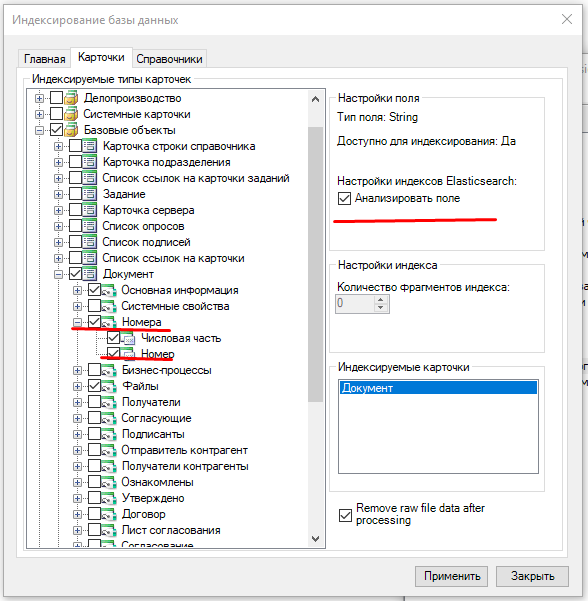 Индексирование базы данных
Главная
Карточки
Справочники
Индексируемые типы карточек
Делопроизводство
Системные карточки
Базовые объекты
Карточка строки справочника
Карточка подразделения
Список ссылок на карточки заданий
Задание
Карточка сервера
Список опросов
Список подписей
Список ссылок на карточки
Документ
Основная информация
Системные свойства
Номера
Числовая часть
Номер
Бизнес-процессы
Файлы
Получатели
Согласующие
Подписанты
Отправитель контрагент
Получатели контрагенты
Ознакомлены
Утверждено
Договор
Лист согласования
Согласование
Настройки поля
Тип поля: String
Доступно для индексирования: Да
Настройки индексов Elasticsearch:
Анализировать поле
Настройки индекса
Количество фрагментов индекса:
0
Индексируемые карточки
Документ
Remove raw file data after
processing
Применить
Закрыть